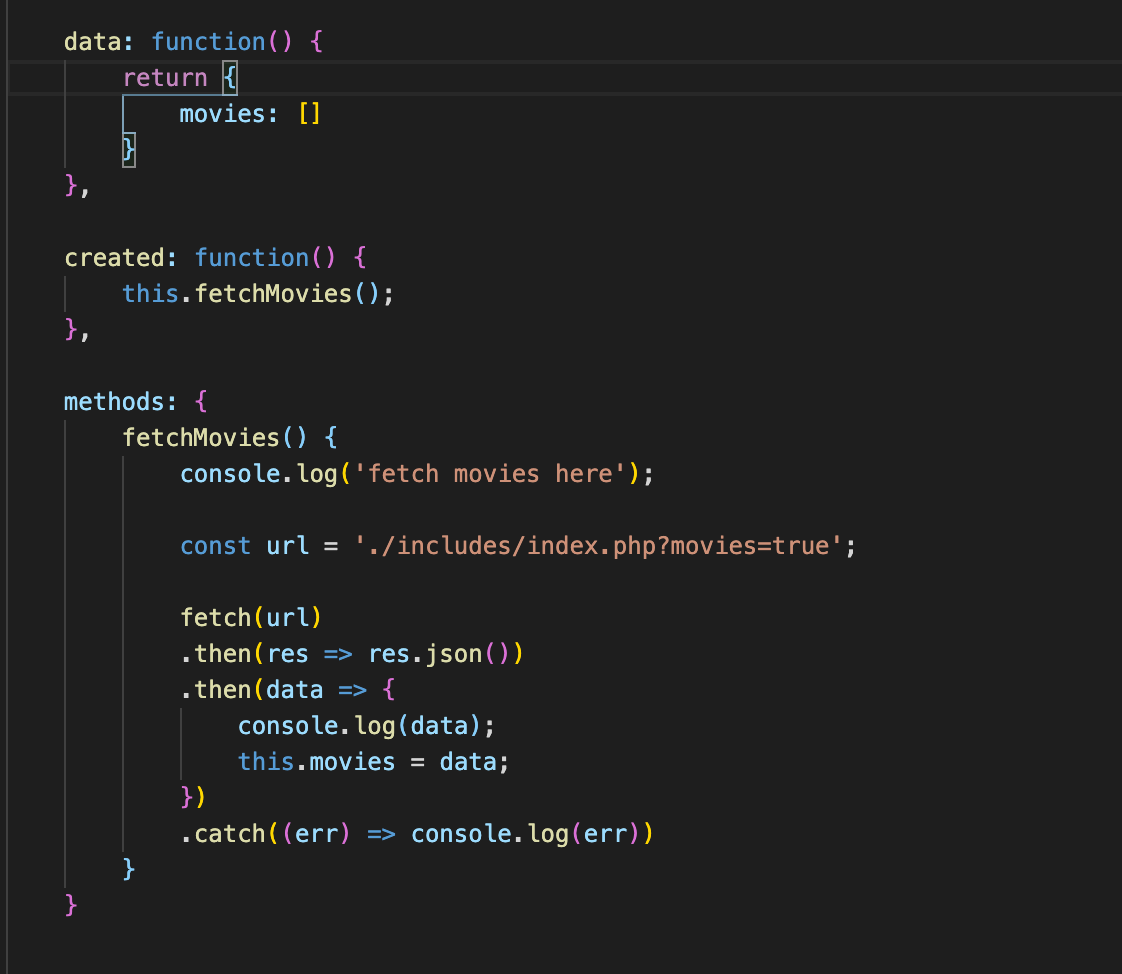 data: function() {
return {
movies: []
}
},
created: function() {
this.fetchMovies();
},
methods: {
fetchMovies() {
console.log('fetch movies here');
const url = './includes/index.php?movies=true';
fetch(url)
.then(res => res.json())
.then(data => {
console.log(data);
this.movies = data;
})
.catch((err) => console.log(err))
}
}